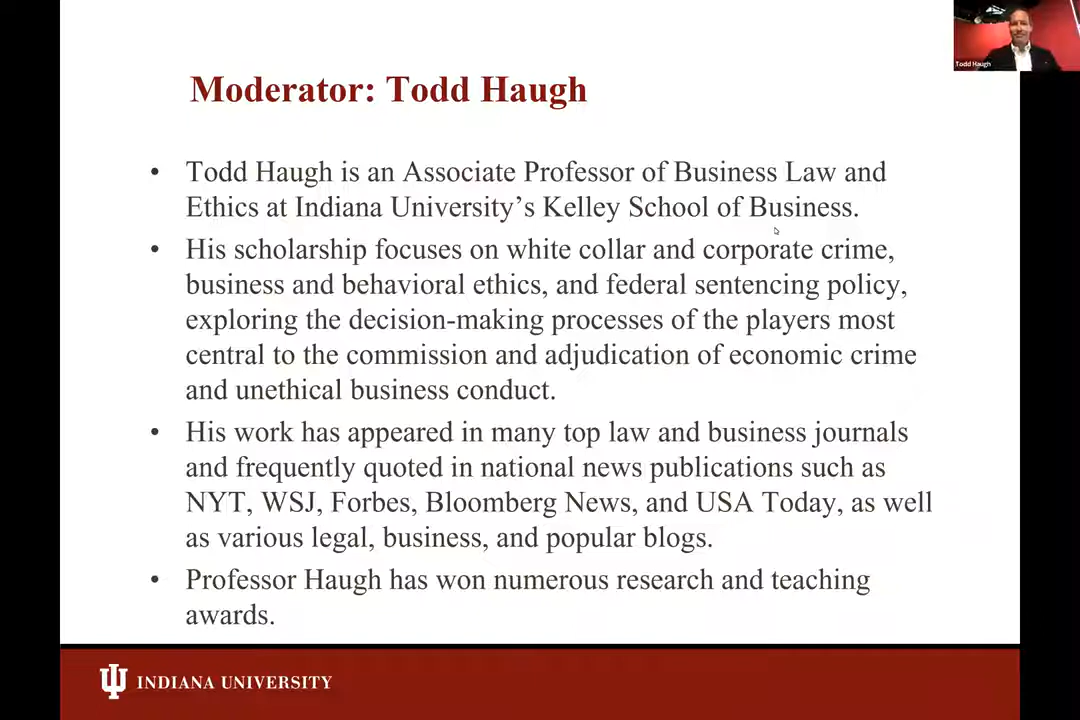 Todd Haugh
Moderator: Todd Haugh
• Todd Haugh is an Associate Professor of Business Law and
Ethics at Indiana University’s Kelley School of Business.
• His scholarship focuses on white collar and corporate crime,
business and behavioral ethics, and federal sentencing policy,
exploring the decision-making processes of the players most
central to the commission and adjudication of economic crime
and unethical business conduct.
• His work has appeared in many top law and business journals
and frequently quoted in national news publications such as
NYT, WSJ, Forbes, Bloomberg News, and USA Today, as well
as various legal, business, and popular blogs.
• Professor Haugh has won numerous research and teaching
awards.
INDIANA UNIVERSITY